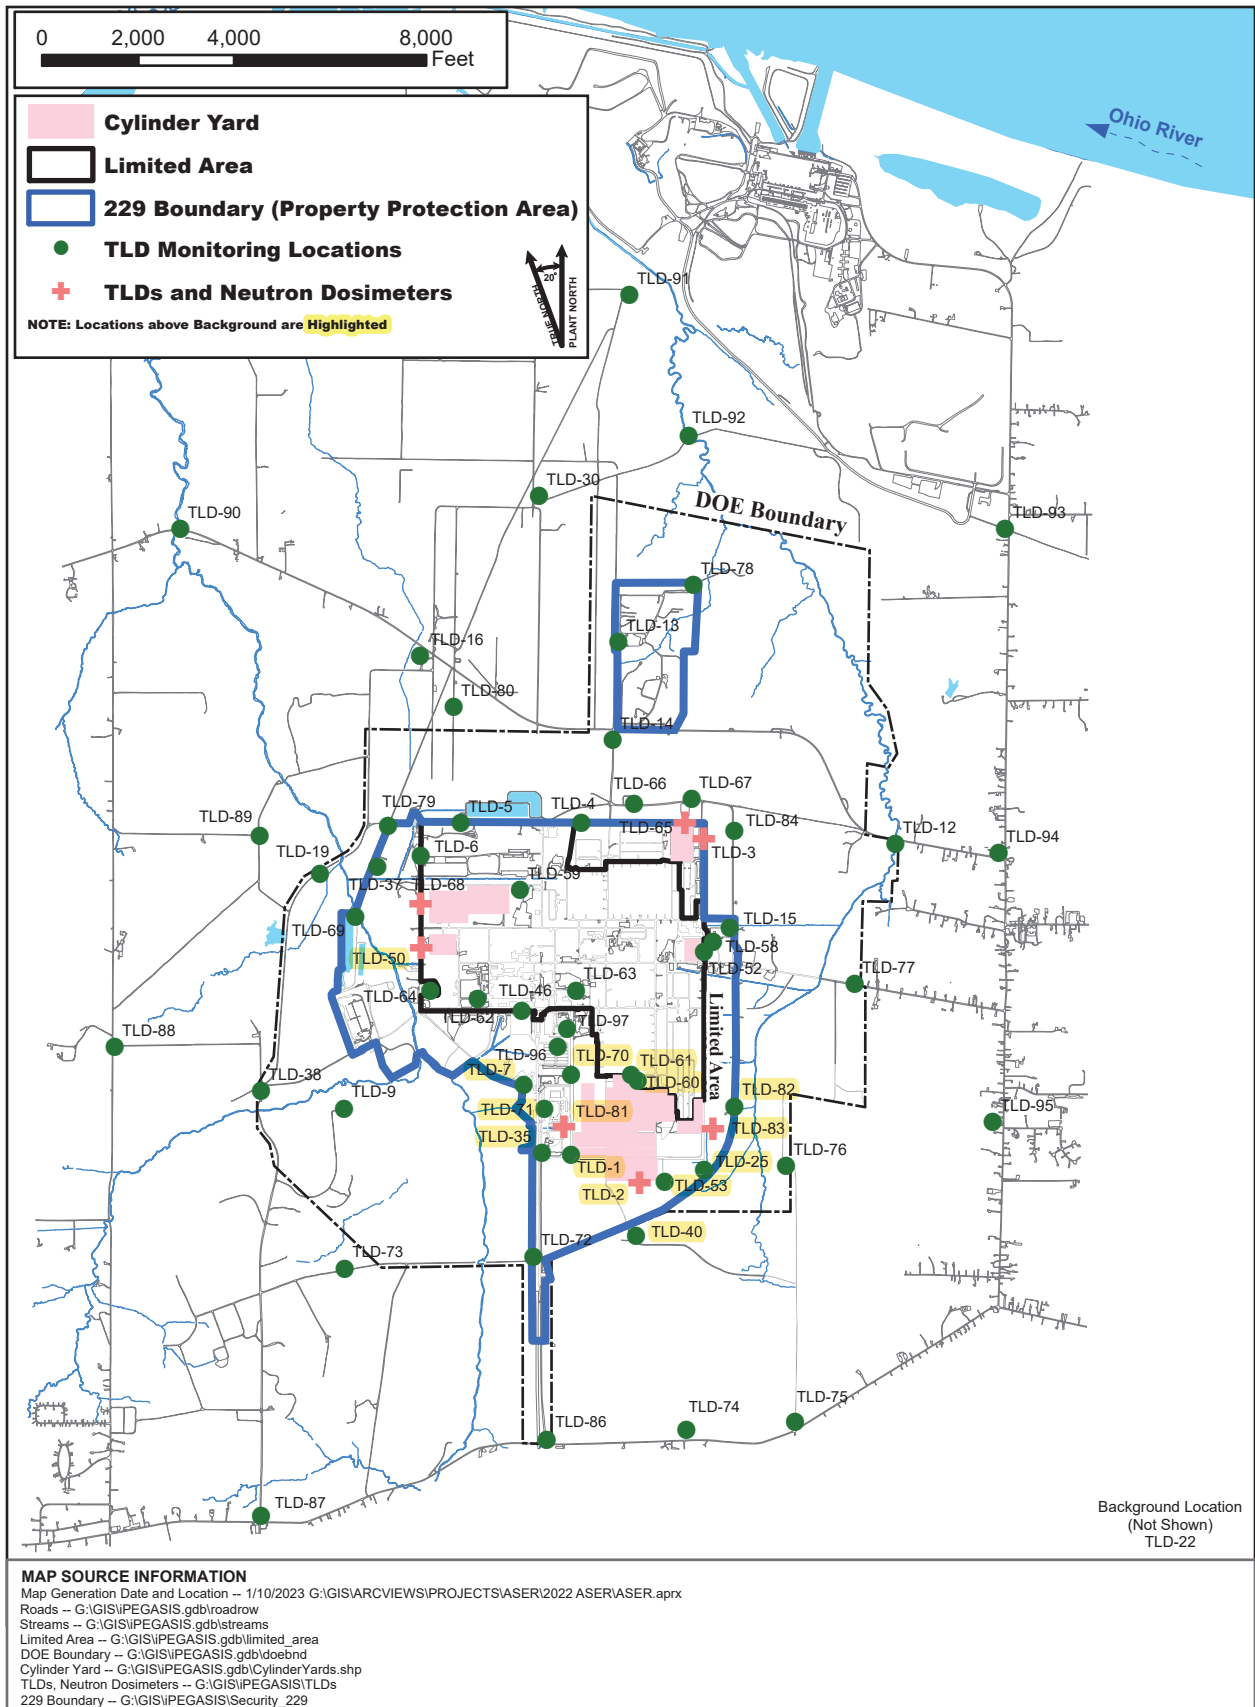 0 2,000 4,000 8,000
Feet
Cylinder Yard
Limited Area
229 Boundary (Property Protection Area)
TLD Monitoring Locations
TLDs and Neutron Dosimeters
NOTE: Locations above Background are Highlighted
20°
TRUE NORTH
PLANT NORTH
Ohio River
TLD-91
TLD-92
TLD-30
DOE Boundary
TLD-90
TLD-93
TLD-78
TLD-13
TLD-16
TLD-80
TLD-14
TLD-66
TLD-67
TLD-79
TLD-5
TLD-4
TLD-65
TLD-84
TLD-89
TLD-12
TLD-94
TLD-19
TLD-6
TLD-3
TLD-37
TLD-68
TLD-59
TLD-69
TLD-15
TLD-50
TLD-58
TLD-52
TLD-63
TLD-77
TLD-64
TLD-46
TLD-62
Limited Area
TLD-97
TLD-88
TLD-96
TLD-70
TLD-61
TLD-7
TLD-60
TLD-38
TLD-9
TLD-82
TLD-71
TLD-81
TLD-95
TLD-83
TLD-35
TLD-76
TLD-1
TLD-25
TLD-2
TLD-53
TLD-40
TLD-72
TLD-73
TLD-75
TLD-74
TLD-86
TLD-87
Background Location
(Not Shown)
TLD-22
MAP SOURCE INFORMATION
Map Generation Date and Location -- 1/10/2023 G:\GIS\ARCVIEWS\PROJECTS\ASER\2022 ASER\ASER.aprx
Roads -- G:\GIS\iPEGASIS.gdb\roadrow
Streams -- G:\GIS\iPEGASIS.gdb\streams
Limited Area -- G:\GIS\iPEGASIS.gdb\limited_area
DOE Boundary -- G:\GIS\iPEGASIS.gdb\doebnd
Cylinder Yard -- G:\GIS\iPEGASIS.gdb\CylinderYards.shp
TLDs, Neutron Dosimeters -- G:\GIS\iPEGASIS\TLDs
229 Boundary -- G:\GIS\iPEGASIS\Security_229